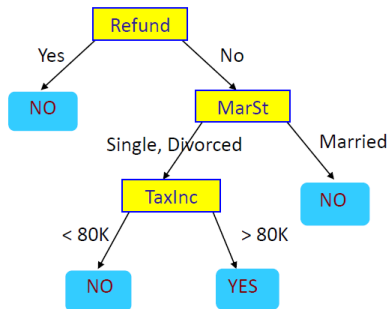 Refund
Yes
No
NO
MarSt
Single, Divorced
Married
TaxInc
NO
< 80K
> 80K
NO
YES